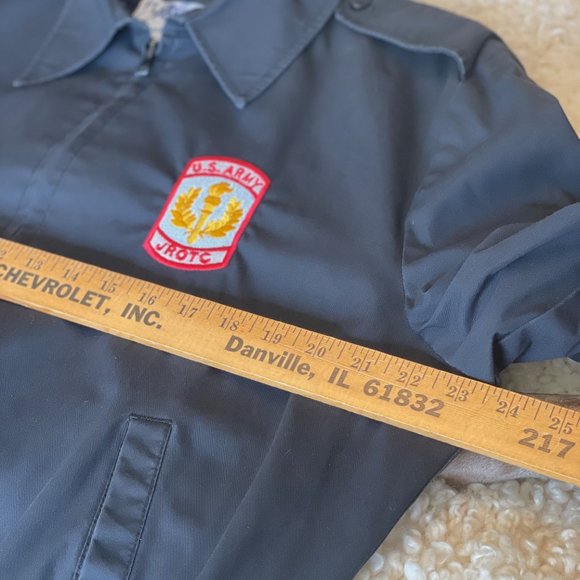 U.S. ARMY
JROTC
12 13 14 15 16 17 18 19 20 21 22 23 24 25
CHEVROLET, INC.
Danville, IL 61832
217